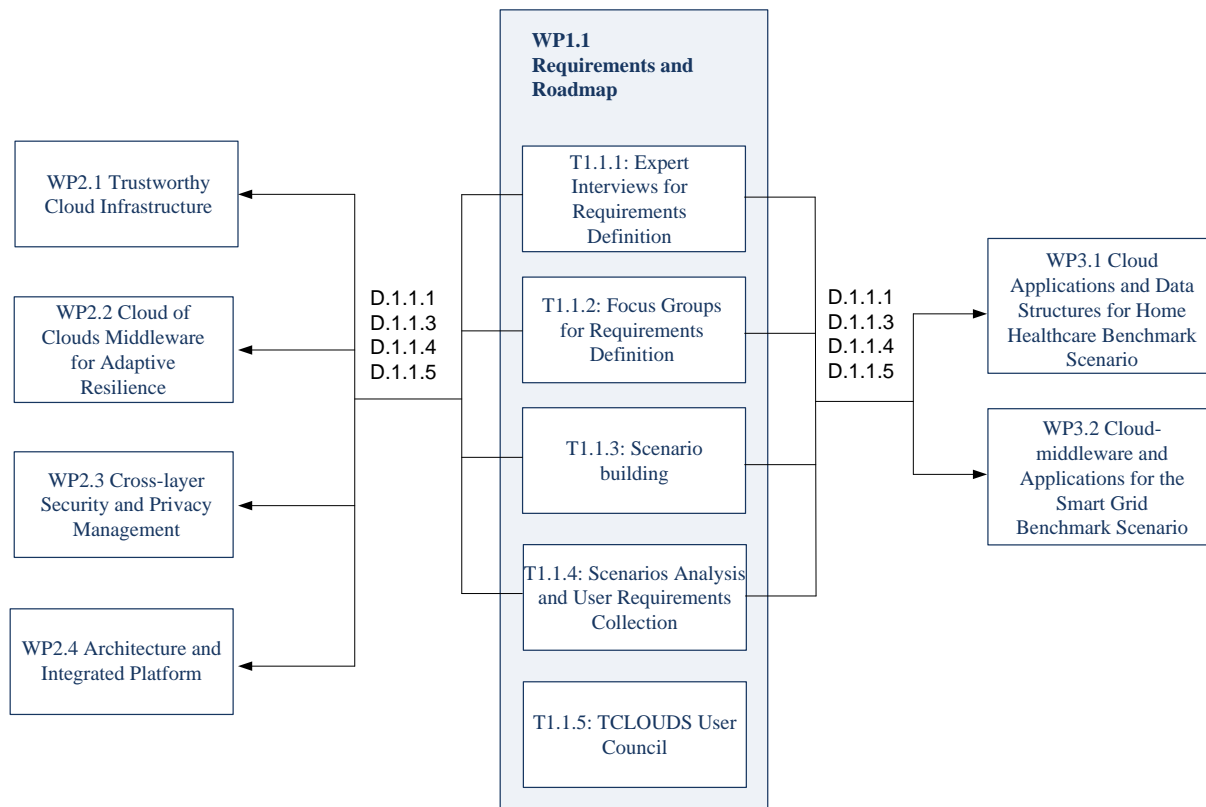 WP1.1
Requirements and
Roadmap
WP2.1 Trustworthy
Cloud Infrastructure
WP2.2 Cloud of
Clouds Middleware
for Adaptive
Resilience
WP2.3 Cross-layer
Security and Privacy
Management
WP2.4 Architecture and
Integrated Platform
D.1.1.1
D.1.1.3
D.1.1.4
D.1.1.5
T1.1.1: Expert
Interviews for
Requirements
Definition
T1.1.2: Focus Groups
for Requirements
Definition
T1.1.3: Scenario
building
T1.1.4: Scenarios Analysis
and User Requirements
Collection
T1.1.5: TCLOUDS User
Council
D.1.1.1
D.1.1.3
D.1.1.4
D.1.1.5
WP3.1 Cloud
Applications and Data
Structures for Home
Healthcare Benchmark
Scenario
WP3.2 Cloud-
middleware and
Applications for the
Smart Grid
Benchmark Scenario